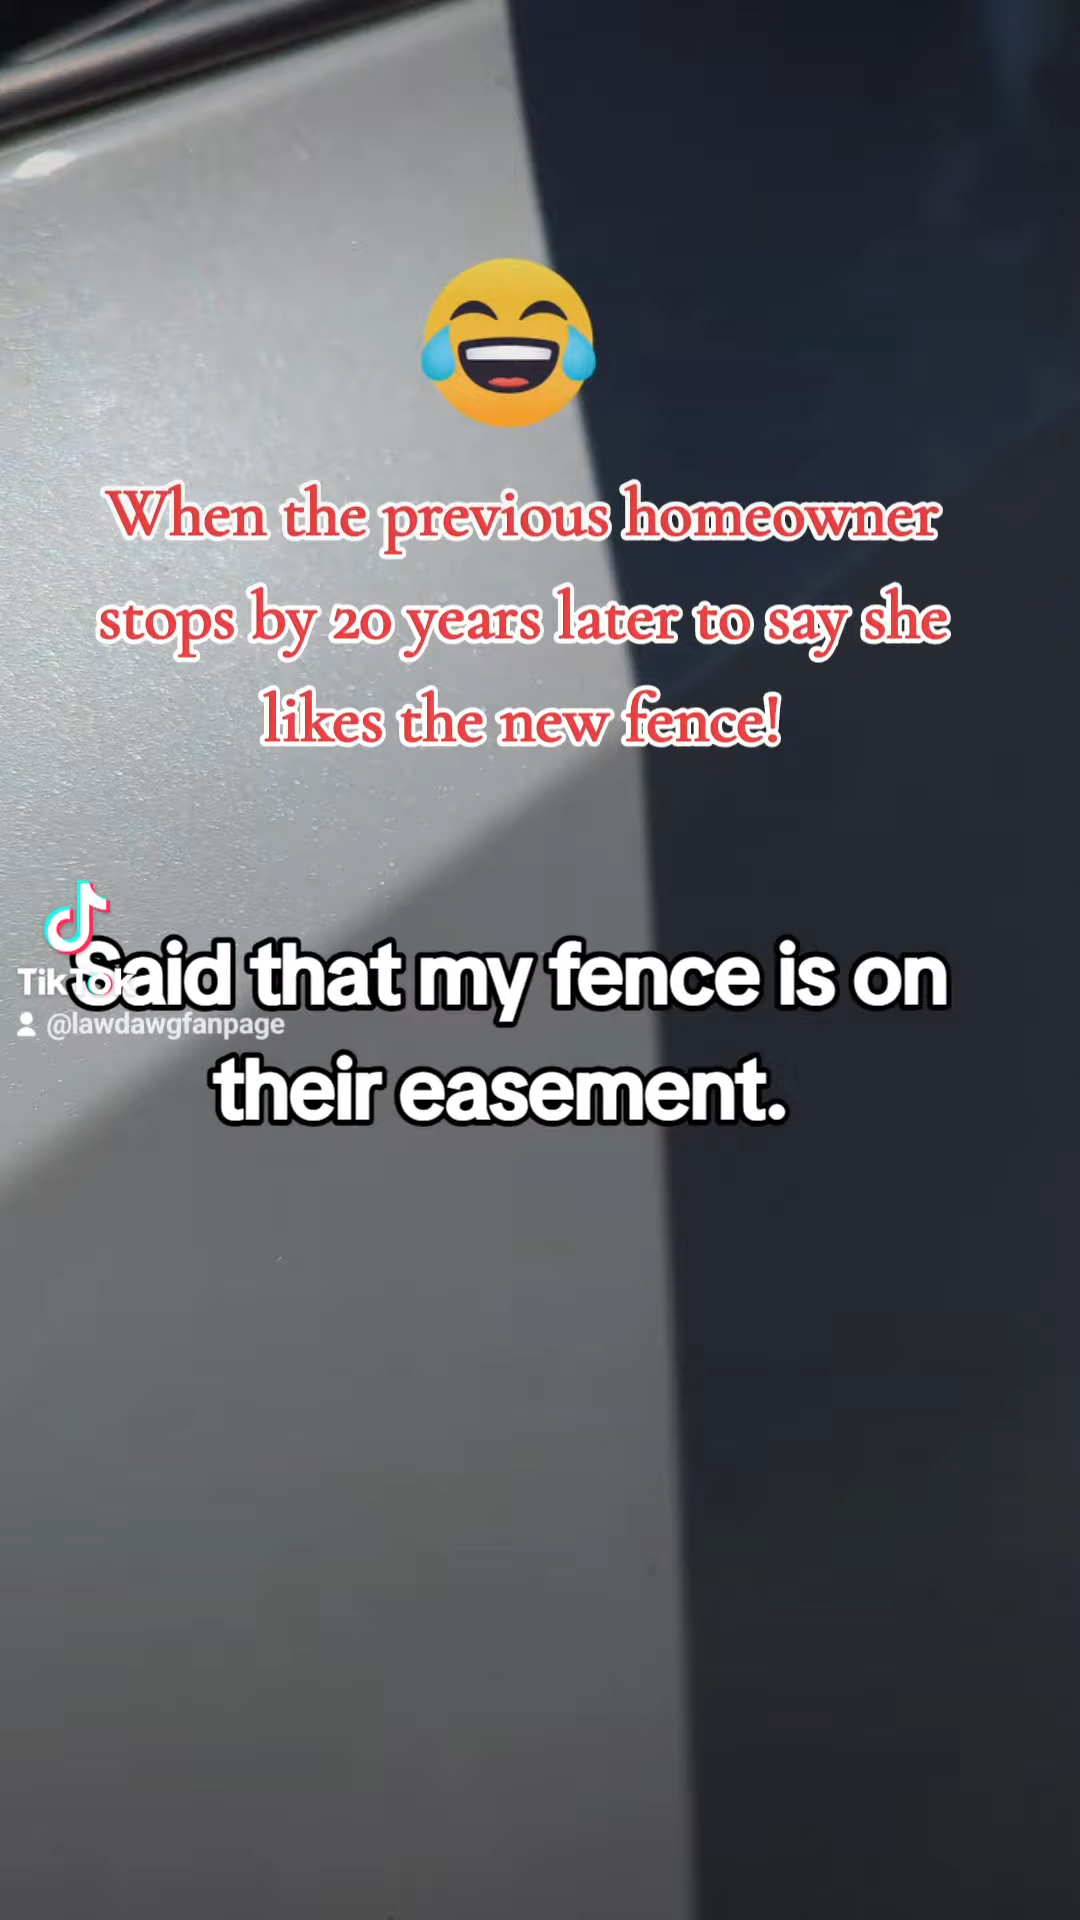 When the previous homeowner
stops by 20 years later to say she
likes the new fence!
TikTok
@lawdawgfanpage
Said that my fence is on
their easement.